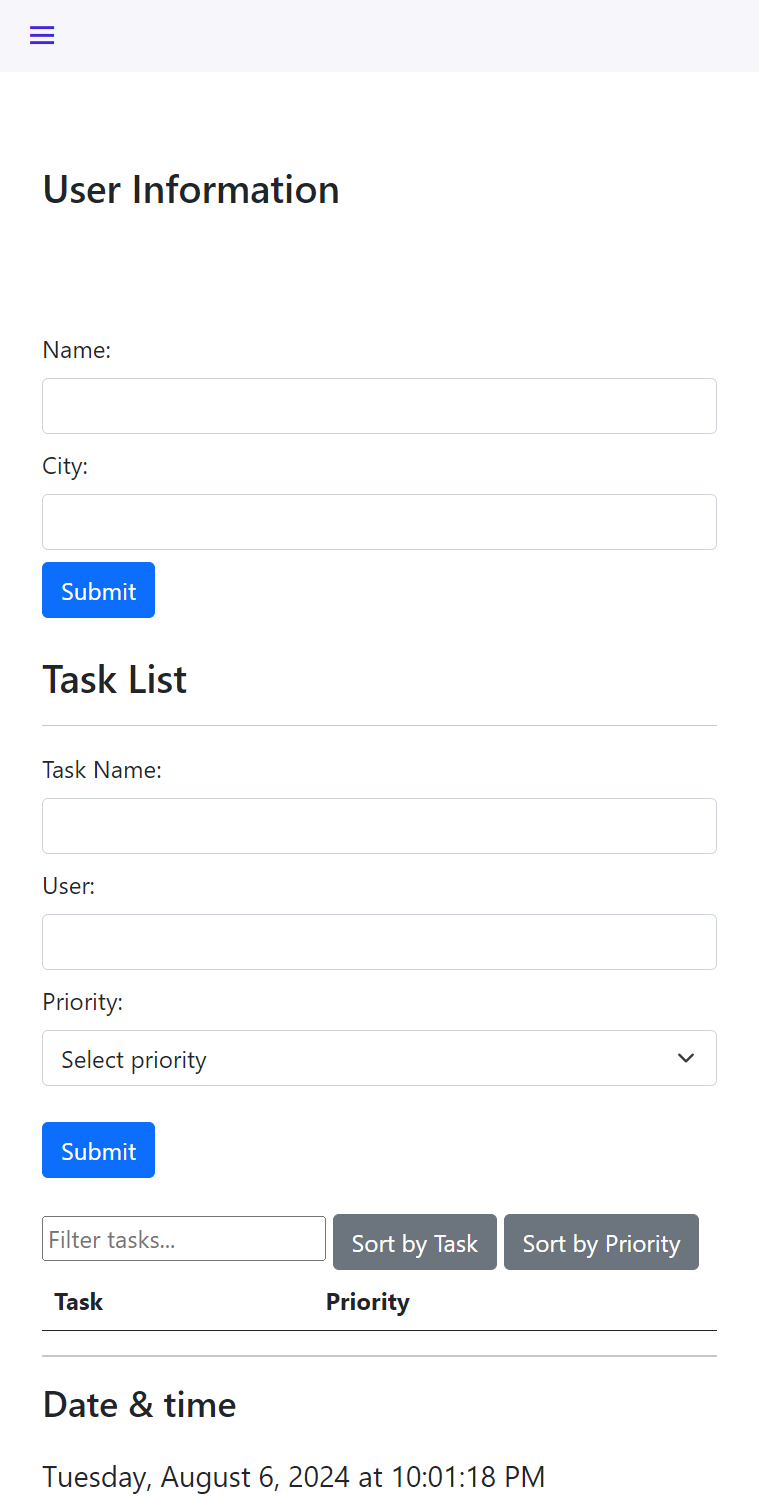 User Information
Name:
City:
Submit
Task List
Task Name:
User:
Priority:
Select priority
Submit
Filter tasks... Sort by Task Sort by Priority
Task Priority
Date & time
Tuesday, August 6, 2024 at 10:01:18 PM